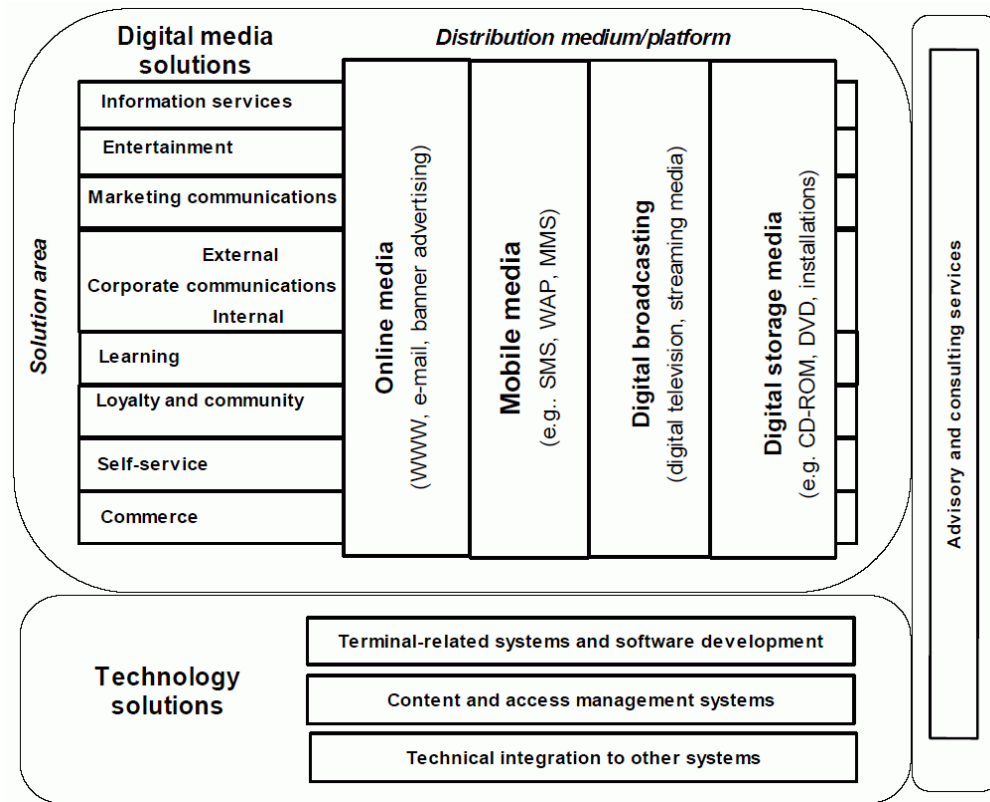 Digital media
solutions
Distribution medium/platform
Solution area
Information services
Entertainment
Marketing communications
External
Corporate communications
Internal
Learning
Loyalty and community
Self-service
Commerce
Online media
(WWW, e-mail, banner advertising)
Mobile media
(e.g.. SMS, WAP, MMS)
Digital broadcasting
(digital television, streaming media)
Digital storage media
(e.g. CD-ROM, DVD, installations)
Advisory and consulting services
Technology
solutions
Terminal-related systems and software development
Content and access management systems
Technical integration to other systems